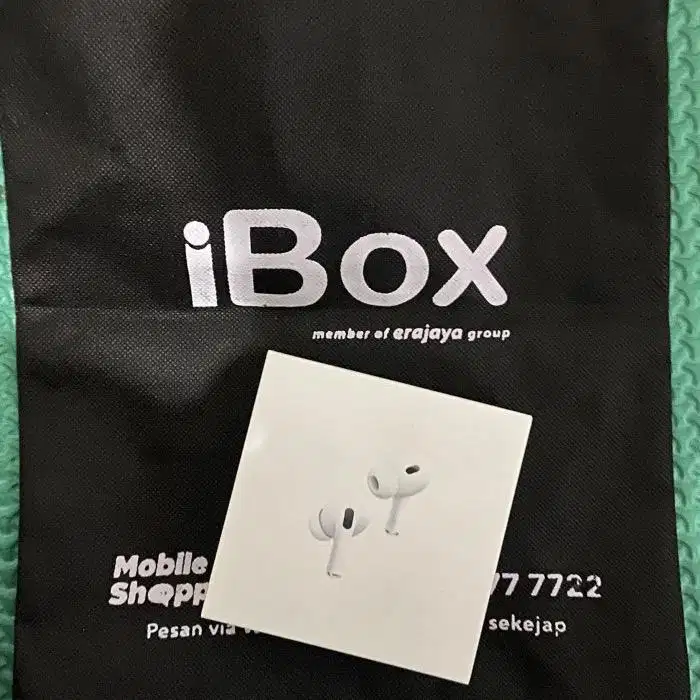 iBox
member of erajaya group
Mobile
Shopp
77 7722
Pesan via
sekejap